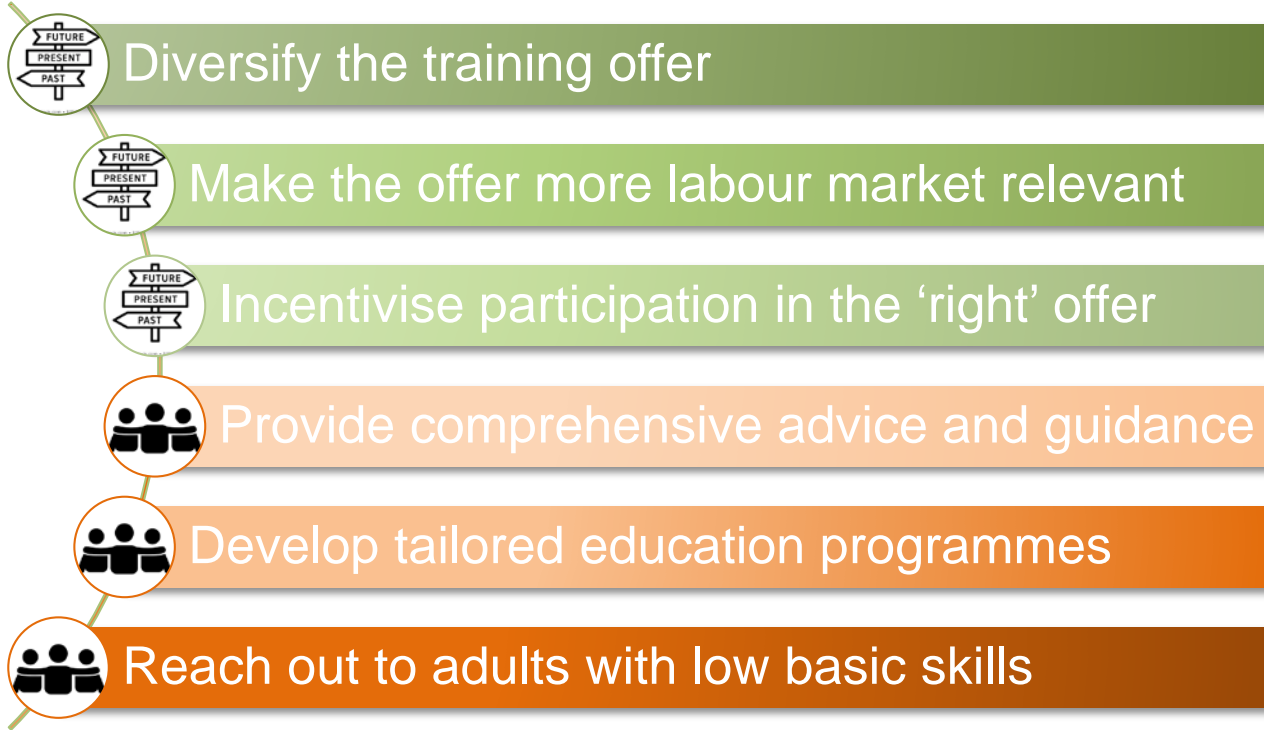 FUTURE
PRESENT
PAST
Diversify the training offer
FUTURE
PRESENT
PAST
Make the offer more labour market relevant
FUTURE
PRESENT
PAST
Incentivise participation in the ‘right’ offer
Provide comprehensive advice and guidance
Develop tailored education programmes
Reach out to adults with low basic skills